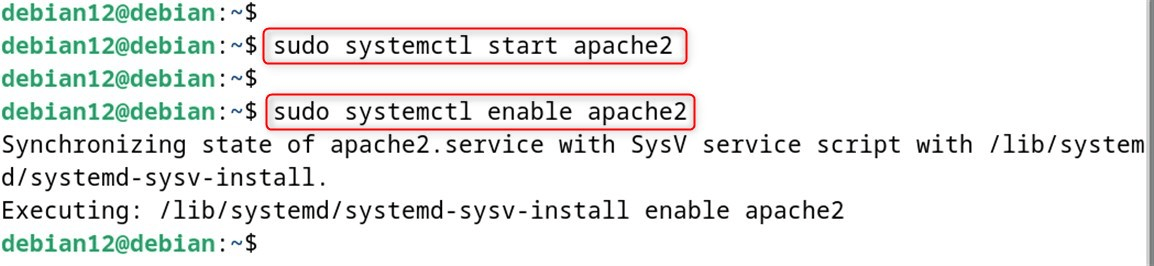 debian12@debian:~$
debian12@debian:~$ sudo systemctl start apache2
debian12@debian:~$
debian12@debian:~$ sudo systemctl enable apache2
Synchronizing state of apache2.service with SysV service script with /lib/system
d/systemd-sysv-install.
Executing: /lib/systemd/systemd-sysv-install enable apache2
debian12@debian:~$